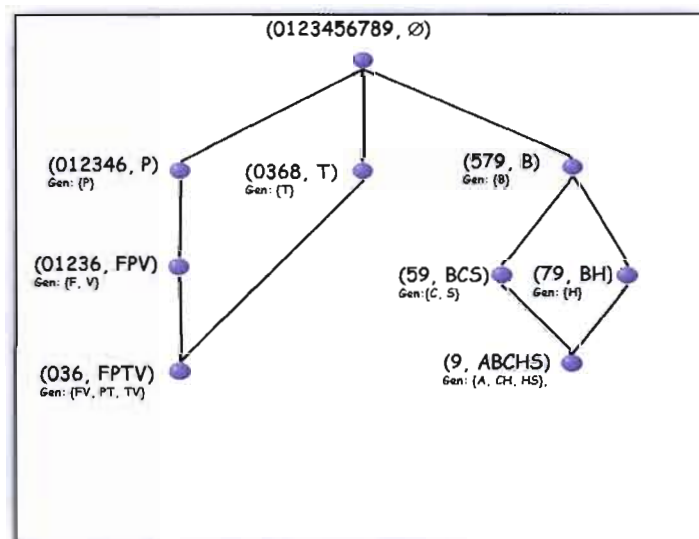 (0123456789, ∅)
(012346, P)
Gen: {P}
(0368, T)
Gen: {T}
(579, B)
Gen: {B}
(01236, FPV)
Gen: {F, V}
(59, BCS)
Gen: {C, S}
(79, BH)
Gen: {H}
(036, FPTV)
Gen: {FV, PT, TV}
(9, ABCHS)
Gen: {A, CH, HS},